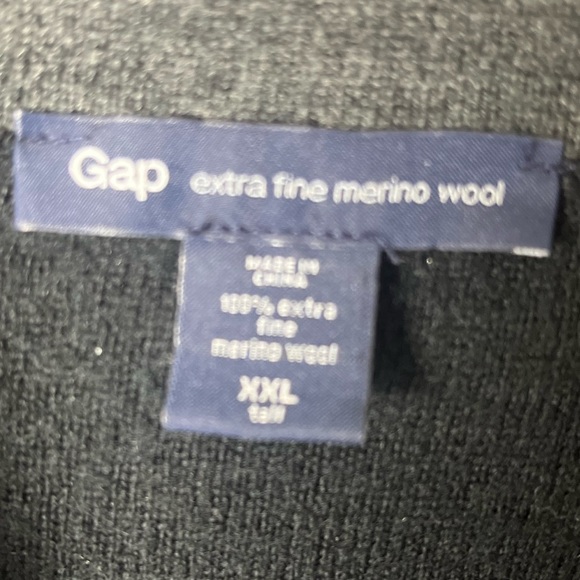 Gap extra fine merino wool
MADE IN
CHINA
100% extra
fine
merino wool
XXL
tall